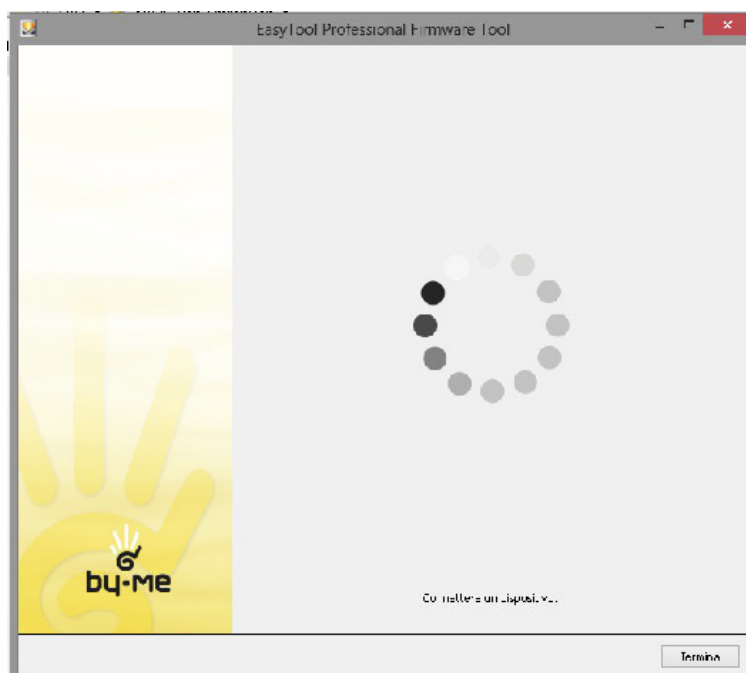 EasyTool Professional Firmware Tool
by-me
Connettere un dispositivo.
Termina